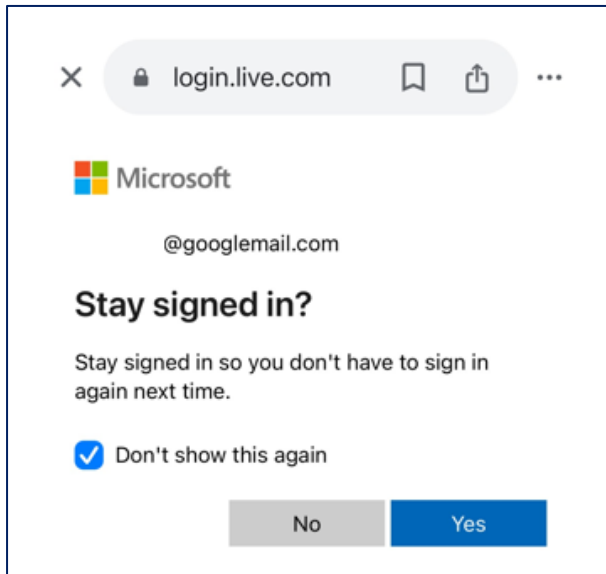 login.live.com
Microsoft
@googlemail.com
Stay signed in?
Stay signed in so you don't have to sign in
again next time.
Don't show this again
No Yes